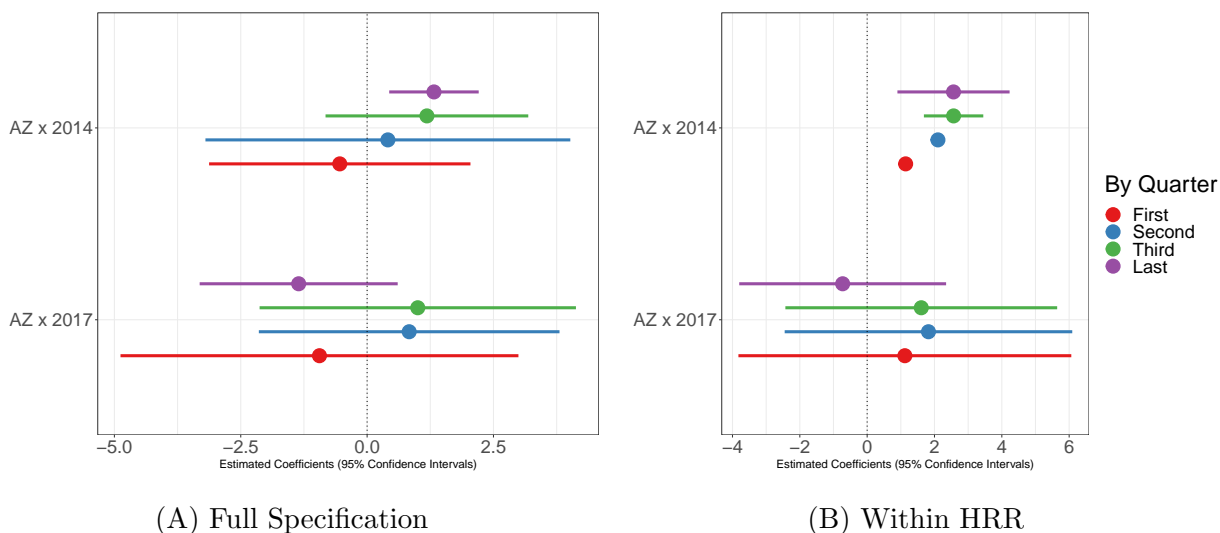 AZ x 2014
AZ x 2017
−5.0 −2.5 0.0 2.5
Estimated Coefficients (95% Confidence Intervals)
(A) Full Specification
AZ x 2014
AZ x 2017
−4 −2 0 2 4 6
Estimated Coefficients (95% Confidence Intervals)
(B) Within HRR
By Quarter
First
Second
Third
Last